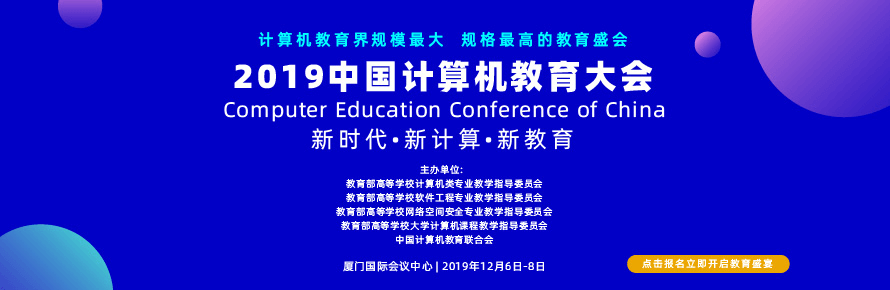 计算机教育界规模最大 规格最高的教育盛会
2019中国计算机教育大会
Computer Education Conference of China
新时代·新计算·新教育
主办单位:
教育部高等学校计算机类专业教学指导委员会
教育部高等学校软件工程专业教学指导委员会
教育部高等学校网络空间安全专业教学指导委员会
教育部高等学校大学计算机课程教学指导委员会
中国计算机教育联合会
厦门国际会议中心 | 2019年12月6日-8日
点击报名立即开启教育盛宴